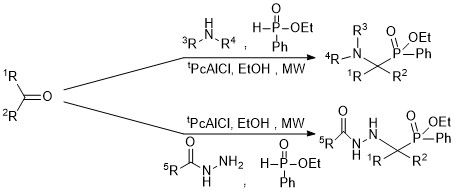 H O
³R N R⁴ , H P OEt
Ph
ᵗPcAlCl, EtOH , MW
R³ O OEt
N P
⁴R Ph
¹R R²
¹R
O
²R
ᵗPcAlCl, EtOH , MW
O
⁵R N NH₂ , H P OEt
H Ph
O
⁵R N NH P OEt
H Ph
¹R R²